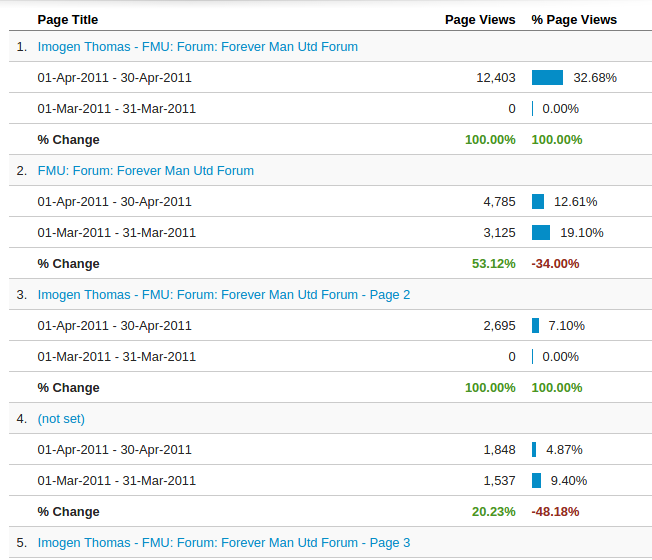 Page Title Page Views % Page Views
1. Imogen Thomas - FMU: Forum: Forever Man Utd Forum
01-Apr-2011 - 30-Apr-2011 12,403 32.68%
01-Mar-2011 - 31-Mar-2011 0 0.00%
% Change 100.00% 100.00%
2. FMU: Forum: Forever Man Utd Forum
01-Apr-2011 - 30-Apr-2011 4,785 12.61%
01-Mar-2011 - 31-Mar-2011 3,125 19.10%
% Change 53.12% -34.00%
3. Imogen Thomas - FMU: Forum: Forever Man Utd Forum - Page 2
01-Apr-2011 - 30-Apr-2011 2,695 7.10%
01-Mar-2011 - 31-Mar-2011 0 0.00%
% Change 100.00% 100.00%
4. (not set)
01-Apr-2011 - 30-Apr-2011 1,848 4.87%
01-Mar-2011 - 31-Mar-2011 1,537 9.40%
% Change 20.23% -48.18%
5. Imogen Thomas - FMU: Forum: Forever Man Utd Forum - Page 3